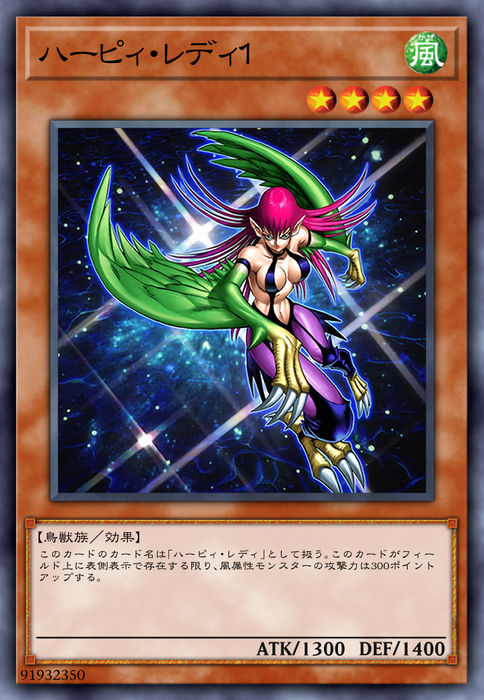 ハーピィ・レディ1
かぜ
風
【鳥獣族／効果】
このカードのカード名は｢ハーピィ・レディ｣として扱う｡このカードがフィー
ルド上に表側表示で存在する限り､風属性モンスターの攻撃力は300ポイント
アップする｡
ATK/1300 DEF/1400
91932350